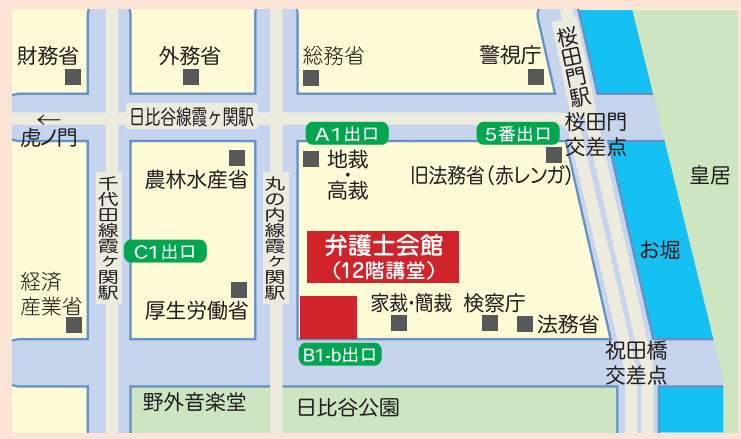 財務省
外務省
総務省
警視庁
桜田門駅
←
虎ノ門
日比谷線霞ヶ関駅
A1出口
5番出口
桜田門
交差点
農林水産省
地裁
・
高裁
旧法務省(赤レンガ)
皇居
千代田線霞ヶ関駅
丸の内線霞ヶ関駅
C1出口
弁護士会館
(12階講堂)
お堀
経済
産業省
厚生労働省
家裁・簡裁
検察庁
法務省
B1-b出口
祝田橋
交差点
野外音楽堂
日比谷公園